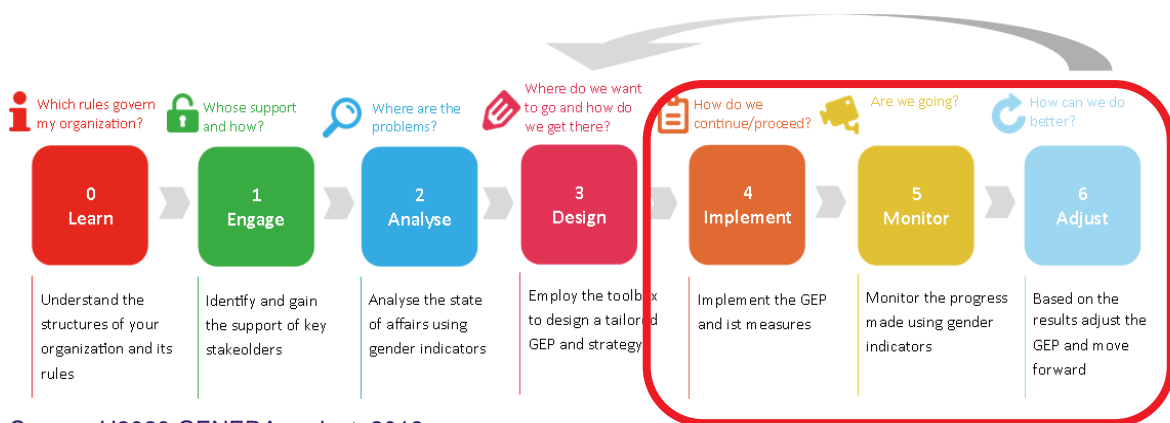 Which rules govern
my organization?
Whose support
and how?
Where are the
problems?
Where do we want
to go and how do
we get there?
How do we
continue/proceed?
Are we going?
How can we do
better?
0
Learn
1
Engage
2
Analyse
3
Design
4
Implement
5
Monitor
6
Adjust
Understand the
structures of your
organization and its
rules
Identify and gain
the support of key
stakeolders
Analyse the state
of affairs using
gender indicators
Employ the toolbox
to design a tailored
GEP and strategy
Implement the GEP
and ist measures
Monitor the progress
made using gender
indicators
Based on the
results adjust the
GEP and move
forward